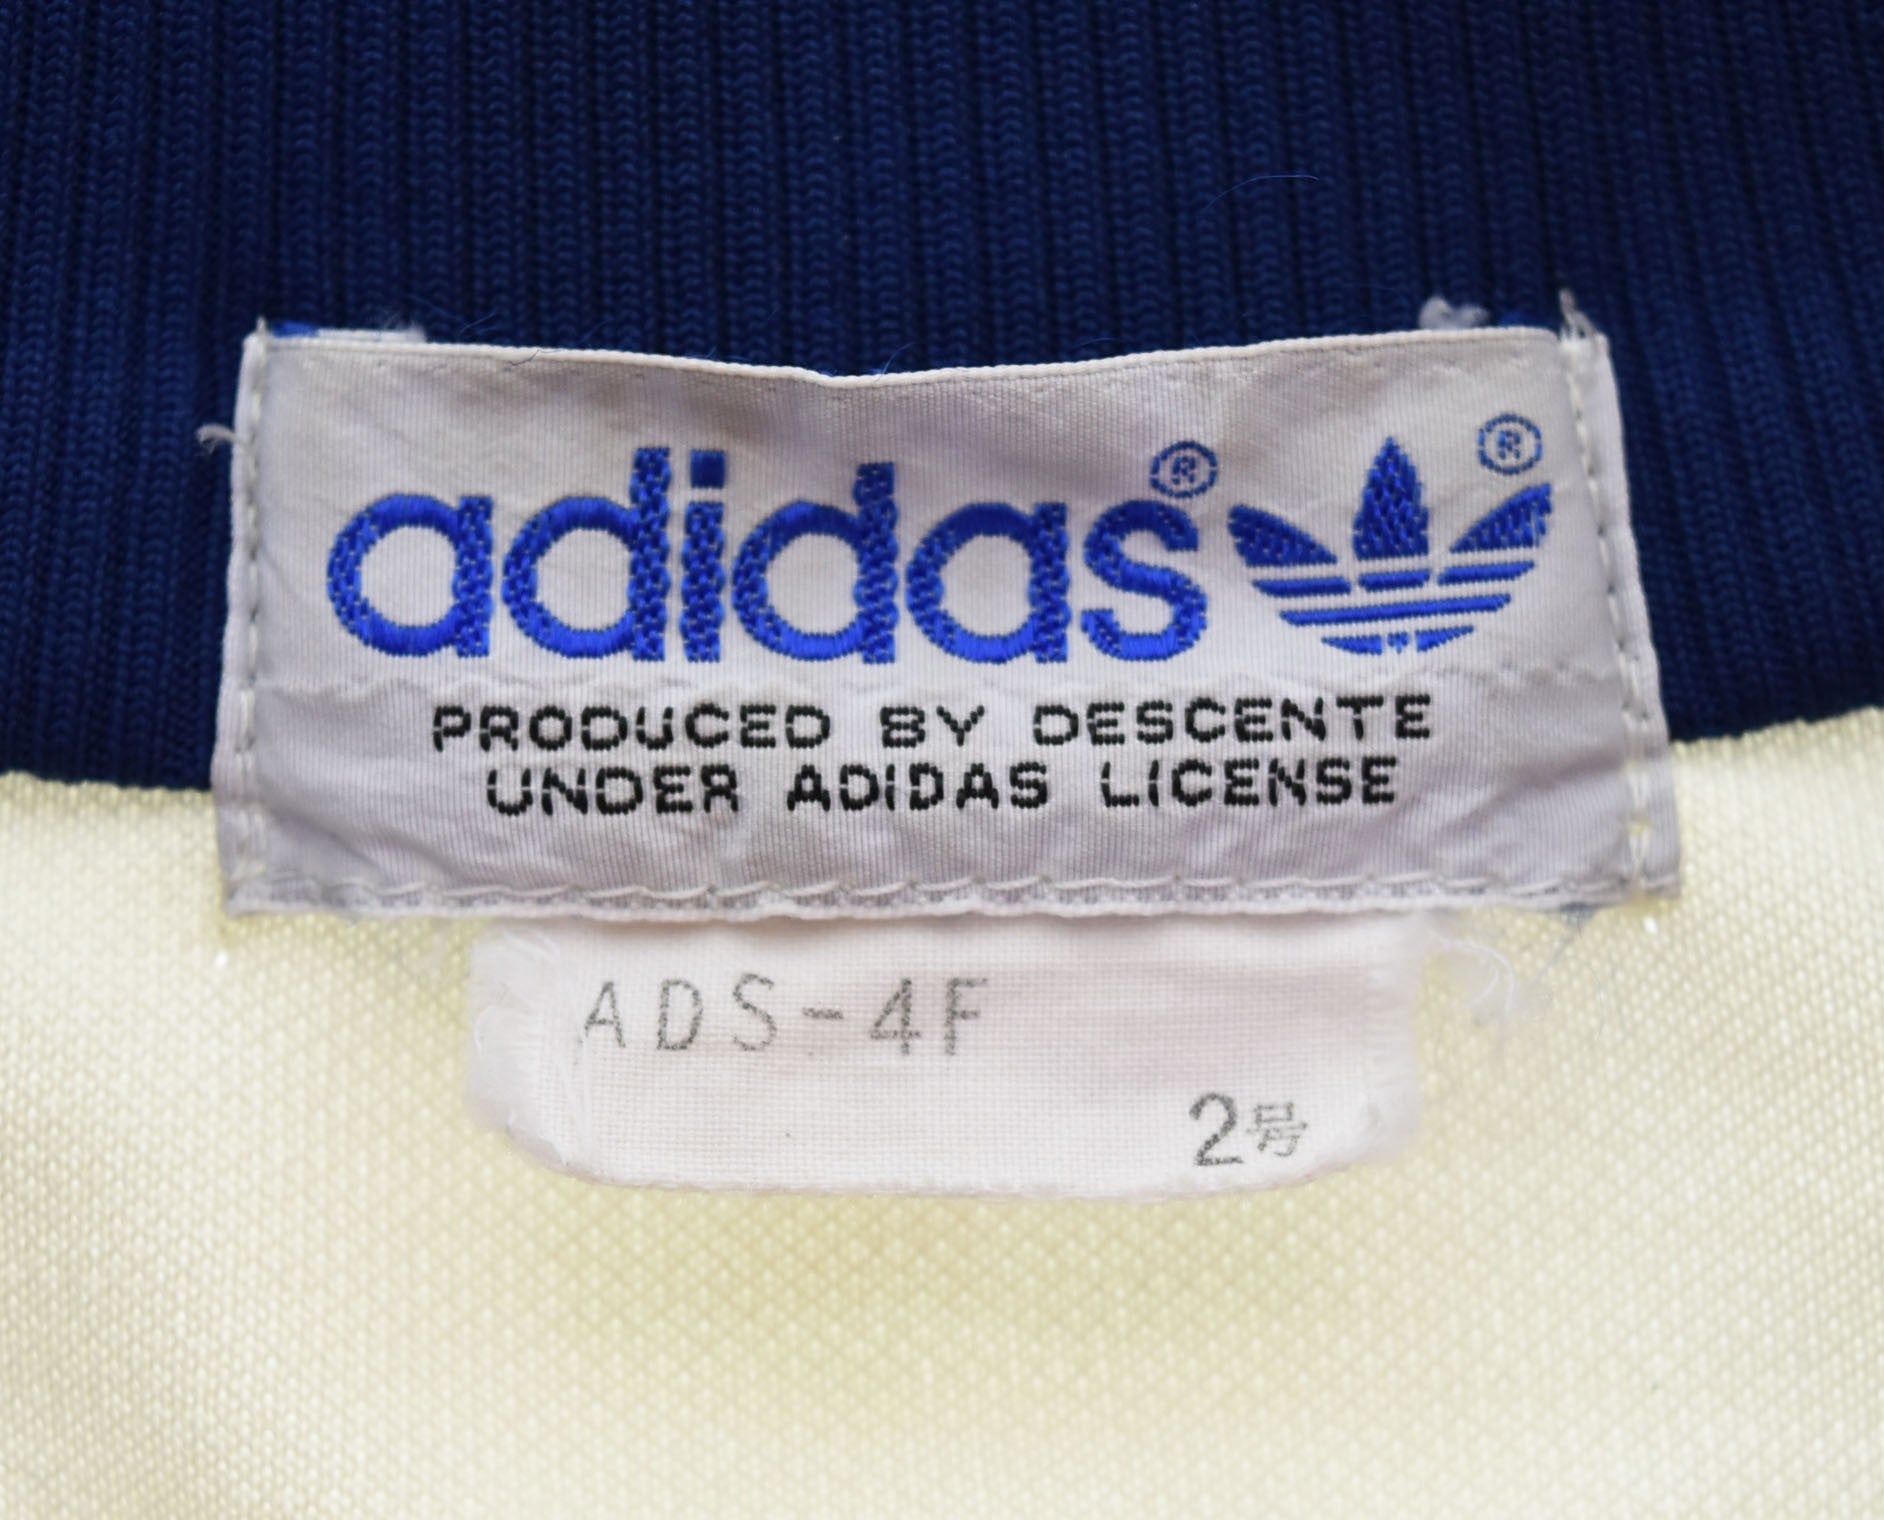 adidas® ®
PRODUCED BY DESCENTE
UNDER ADIDAS LICENSE
ADS-4F
2号